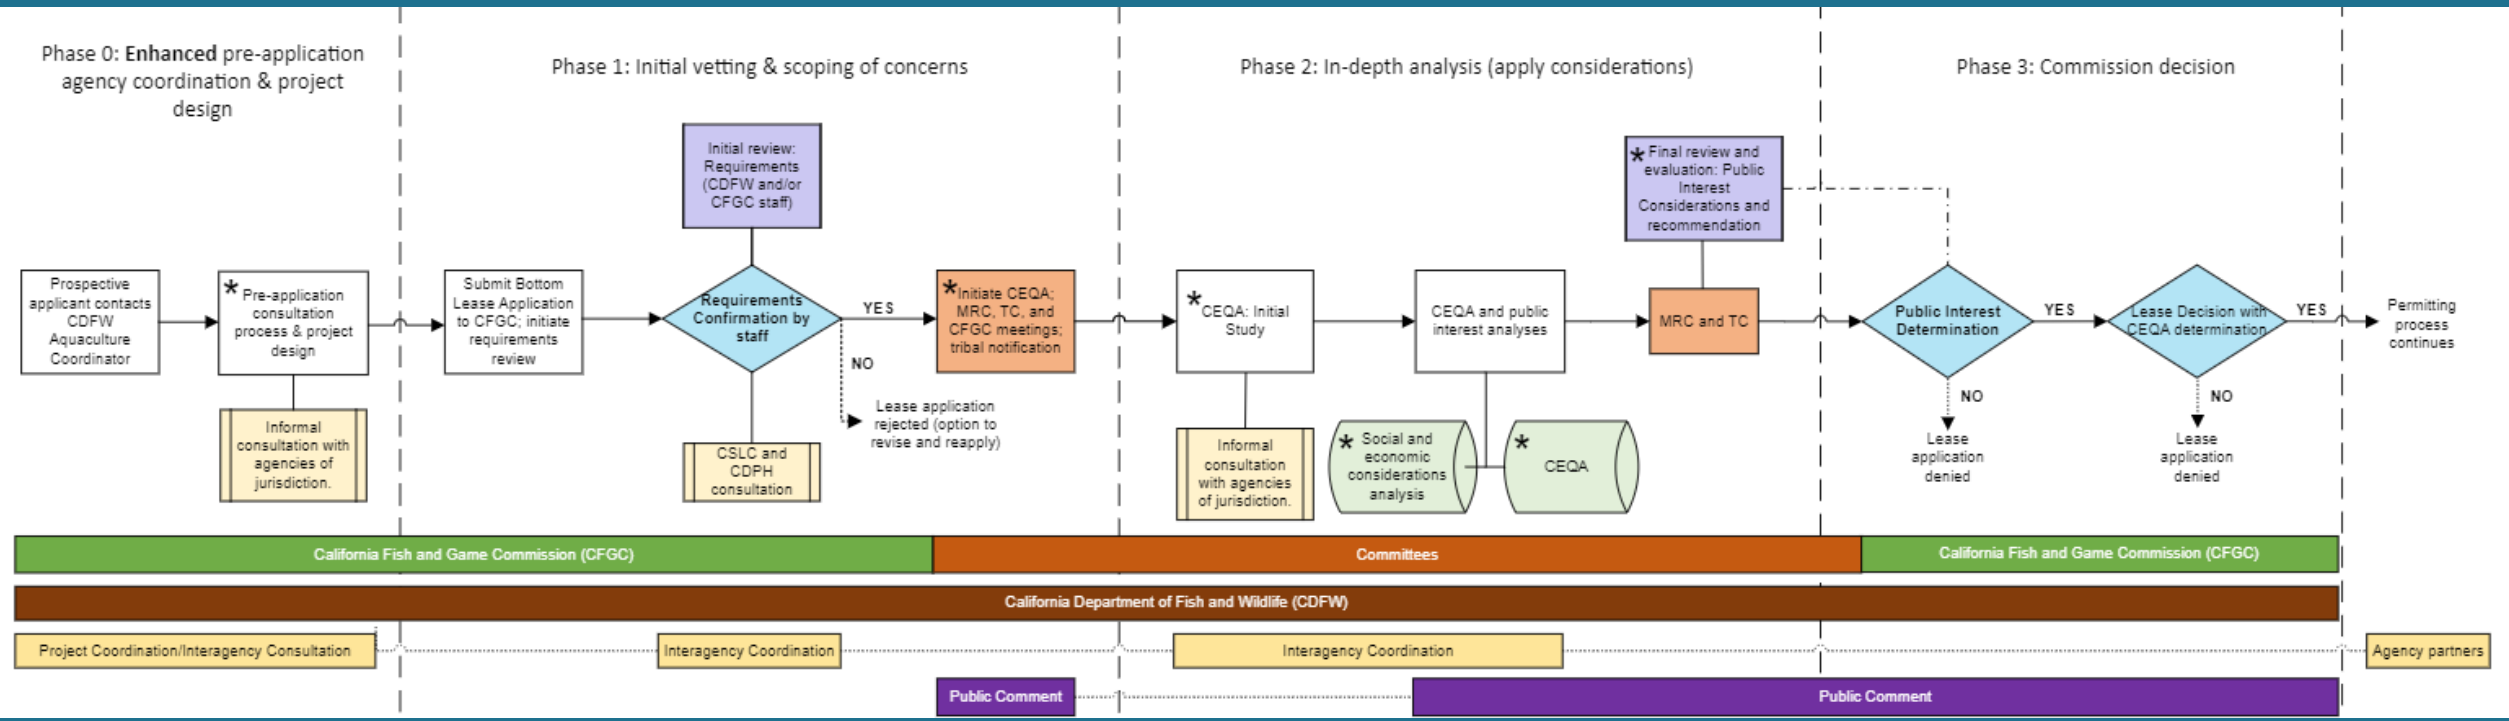 Phase 0: Enhanced pre-application
agency coordination & project
design
Phase 1: Initial vetting & scoping of concerns
Phase 2: In-depth analysis (apply considerations)
Phase 3: Commission decision
Prospective
applicant contacts
CDFW
Aquaculture
Coordinator
* Pre-application
consultation
process & project
design
Informal
consultation with
agencies of
jurisdiction.
Submit Bottom
Lease Application
to CFGC; initiate
requirements
review
Initial review:
Requirements
(CDFW and/or
CFGC staff)
Requirements
Confirmation by
staff
CSLC and
CDPH
consultation
YES
NO
Lease application
rejected (option to
revise and reapply)
*Initiate CEQA;
MRC, TC, and
CFGC meetings;
tribal notification
* CEQA: Initial
Study
Informal
consultation
with agencies
of jurisdiction.
CEQA and public
interest analyses
* Social and
economic
considerations
analysis
* CEQA
* Final review and
evaluation: Public
Interest
Considerations and
recommendation
MRC and TC
Public Interest
Determination
YES
NO
Lease
application
denied
Lease Decision with
CEQA determination
YES
NO
Lease
application
denied
Permitting
process
continues
California Fish and Game Commission (CFGC)
Committees
California Fish and Game Commission (CFGC)
California Department of Fish and Wildlife (CDFW)
Project Coordination/Interagency Consultation
Interagency Coordination
Interagency Coordination
Agency partners
Public Comment
Public Comment